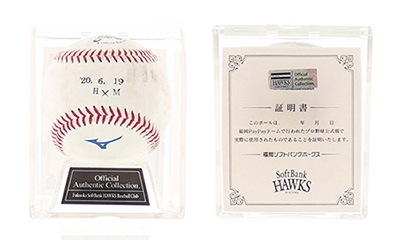 '20. 6. 19
H×M
Official
Authentic Collection.
Fukuoka SoftBank HAWKS Baseball Club
HAWKS
Official
Authentic
Collection.
証明書
このボールは、　年　月　日
福岡PayPayドームで行われたプロ野球公式戦で
実際に使用されたものであることを証明いたします。
福岡ソフトバンクホークス
SoftBank
HAWKS